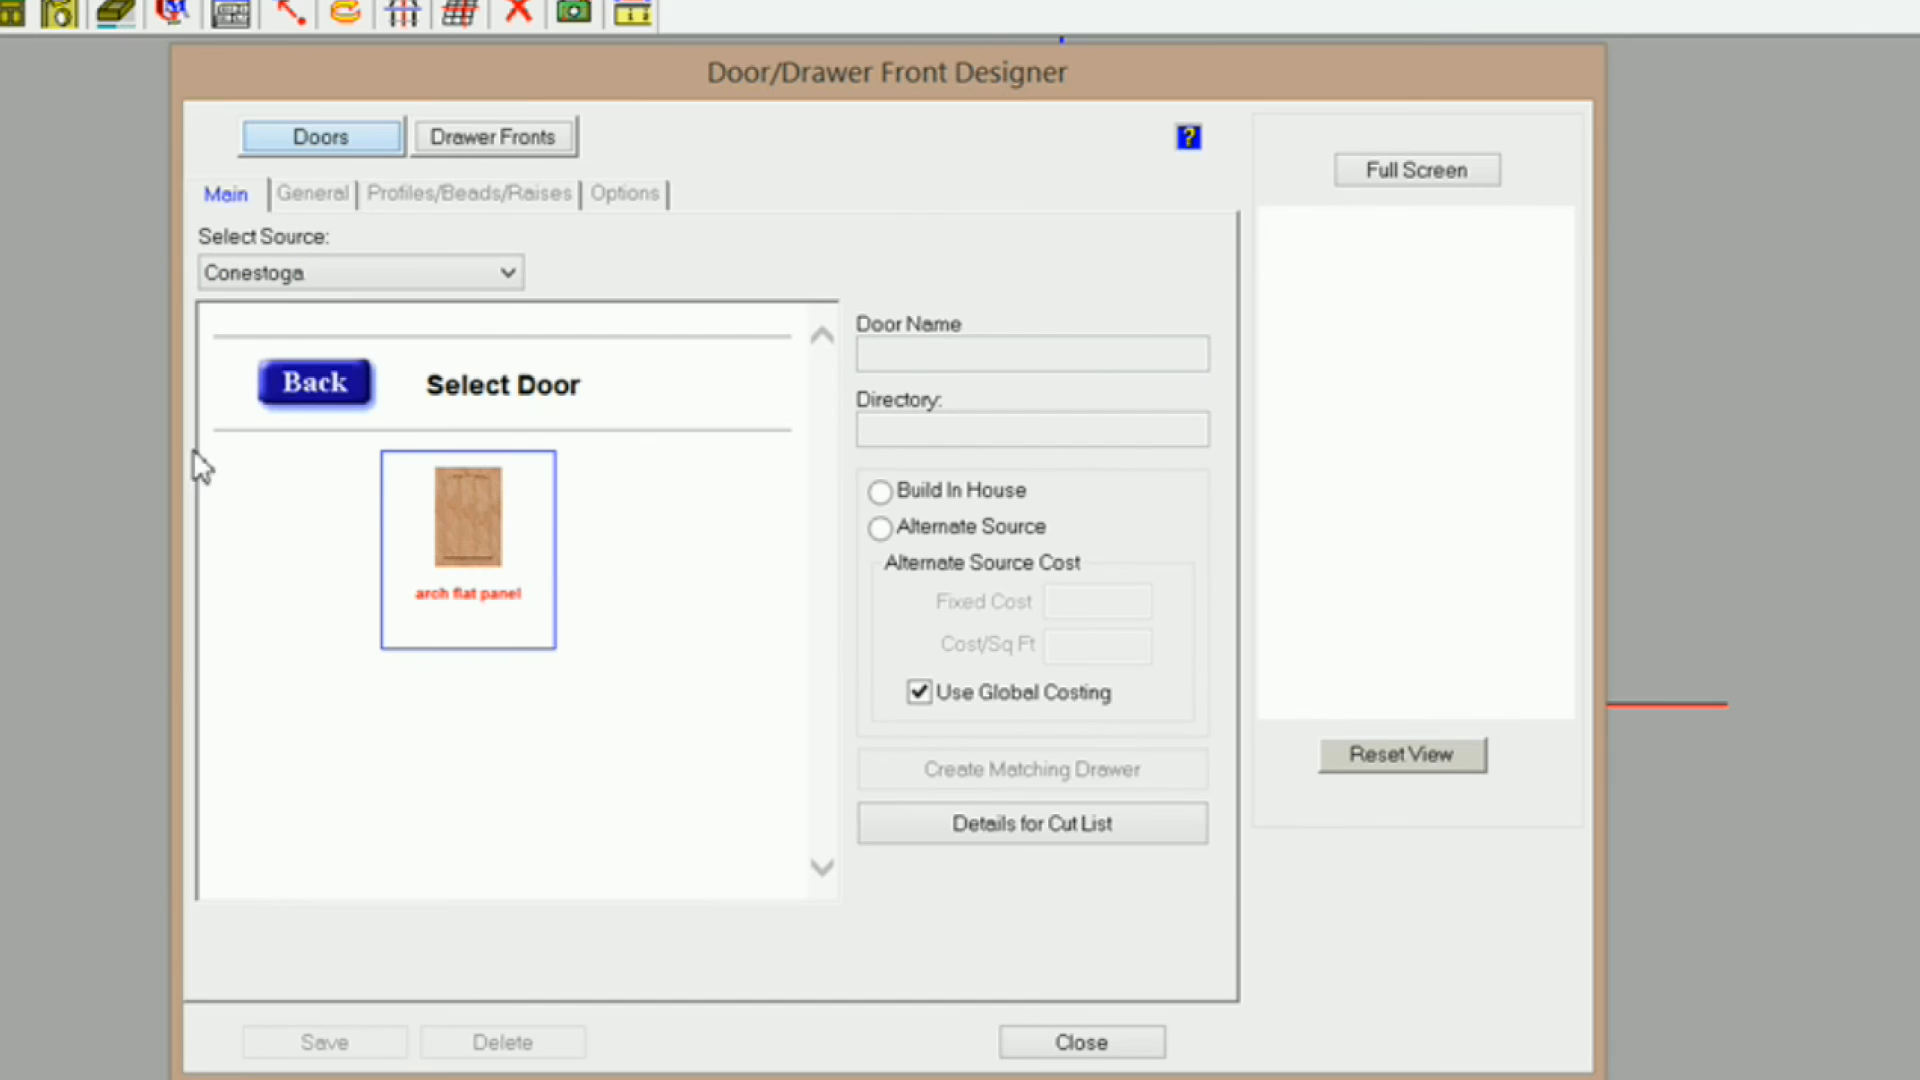 Door/Drawer Front Designer
Doors
Drawer Fronts
?
Full Screen
Main
General
Profiles/Beads/Raises
Options
Select Source:
Conestoga
Back
Select Door
arch flat panel
Door Name
Directory:
Build In House
Alternate Source
Alternate Source Cost
Fixed Cost
Cost/Sq Ft
Use Global Costing
Create Matching Drawer
Details for Cut List
Reset View
Save
Delete
Close